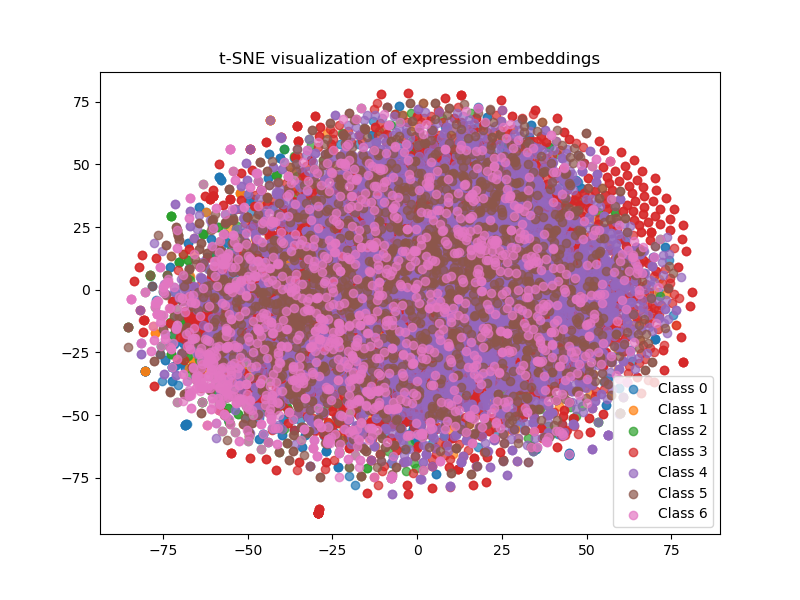 t-SNE visualization of expression embeddings
75
50
25
0
−25
−50
−75
−75 −50 −25 0 25 50 75
Class 0
Class 1
Class 2
Class 3
Class 4
Class 5
Class 6